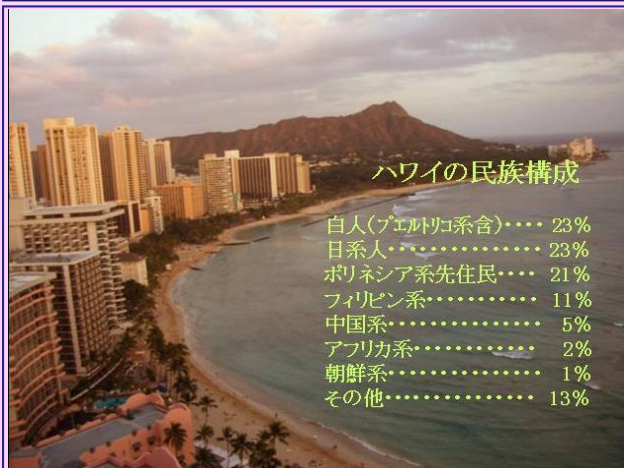 ハワイの民族構成
白人(プエルトリコ系含)‥‥ 23%
日系人‥‥‥‥‥‥‥ 23%
ポリネシア系先住民‥‥ 21%
フィリピン系‥‥‥‥‥ 11%
中国系‥‥‥‥‥‥‥ 5%
アフリカ系‥‥‥‥‥‥ 2%
朝鮮系‥‥‥‥‥‥‥ 1%
その他‥‥‥‥‥‥‥ 13%